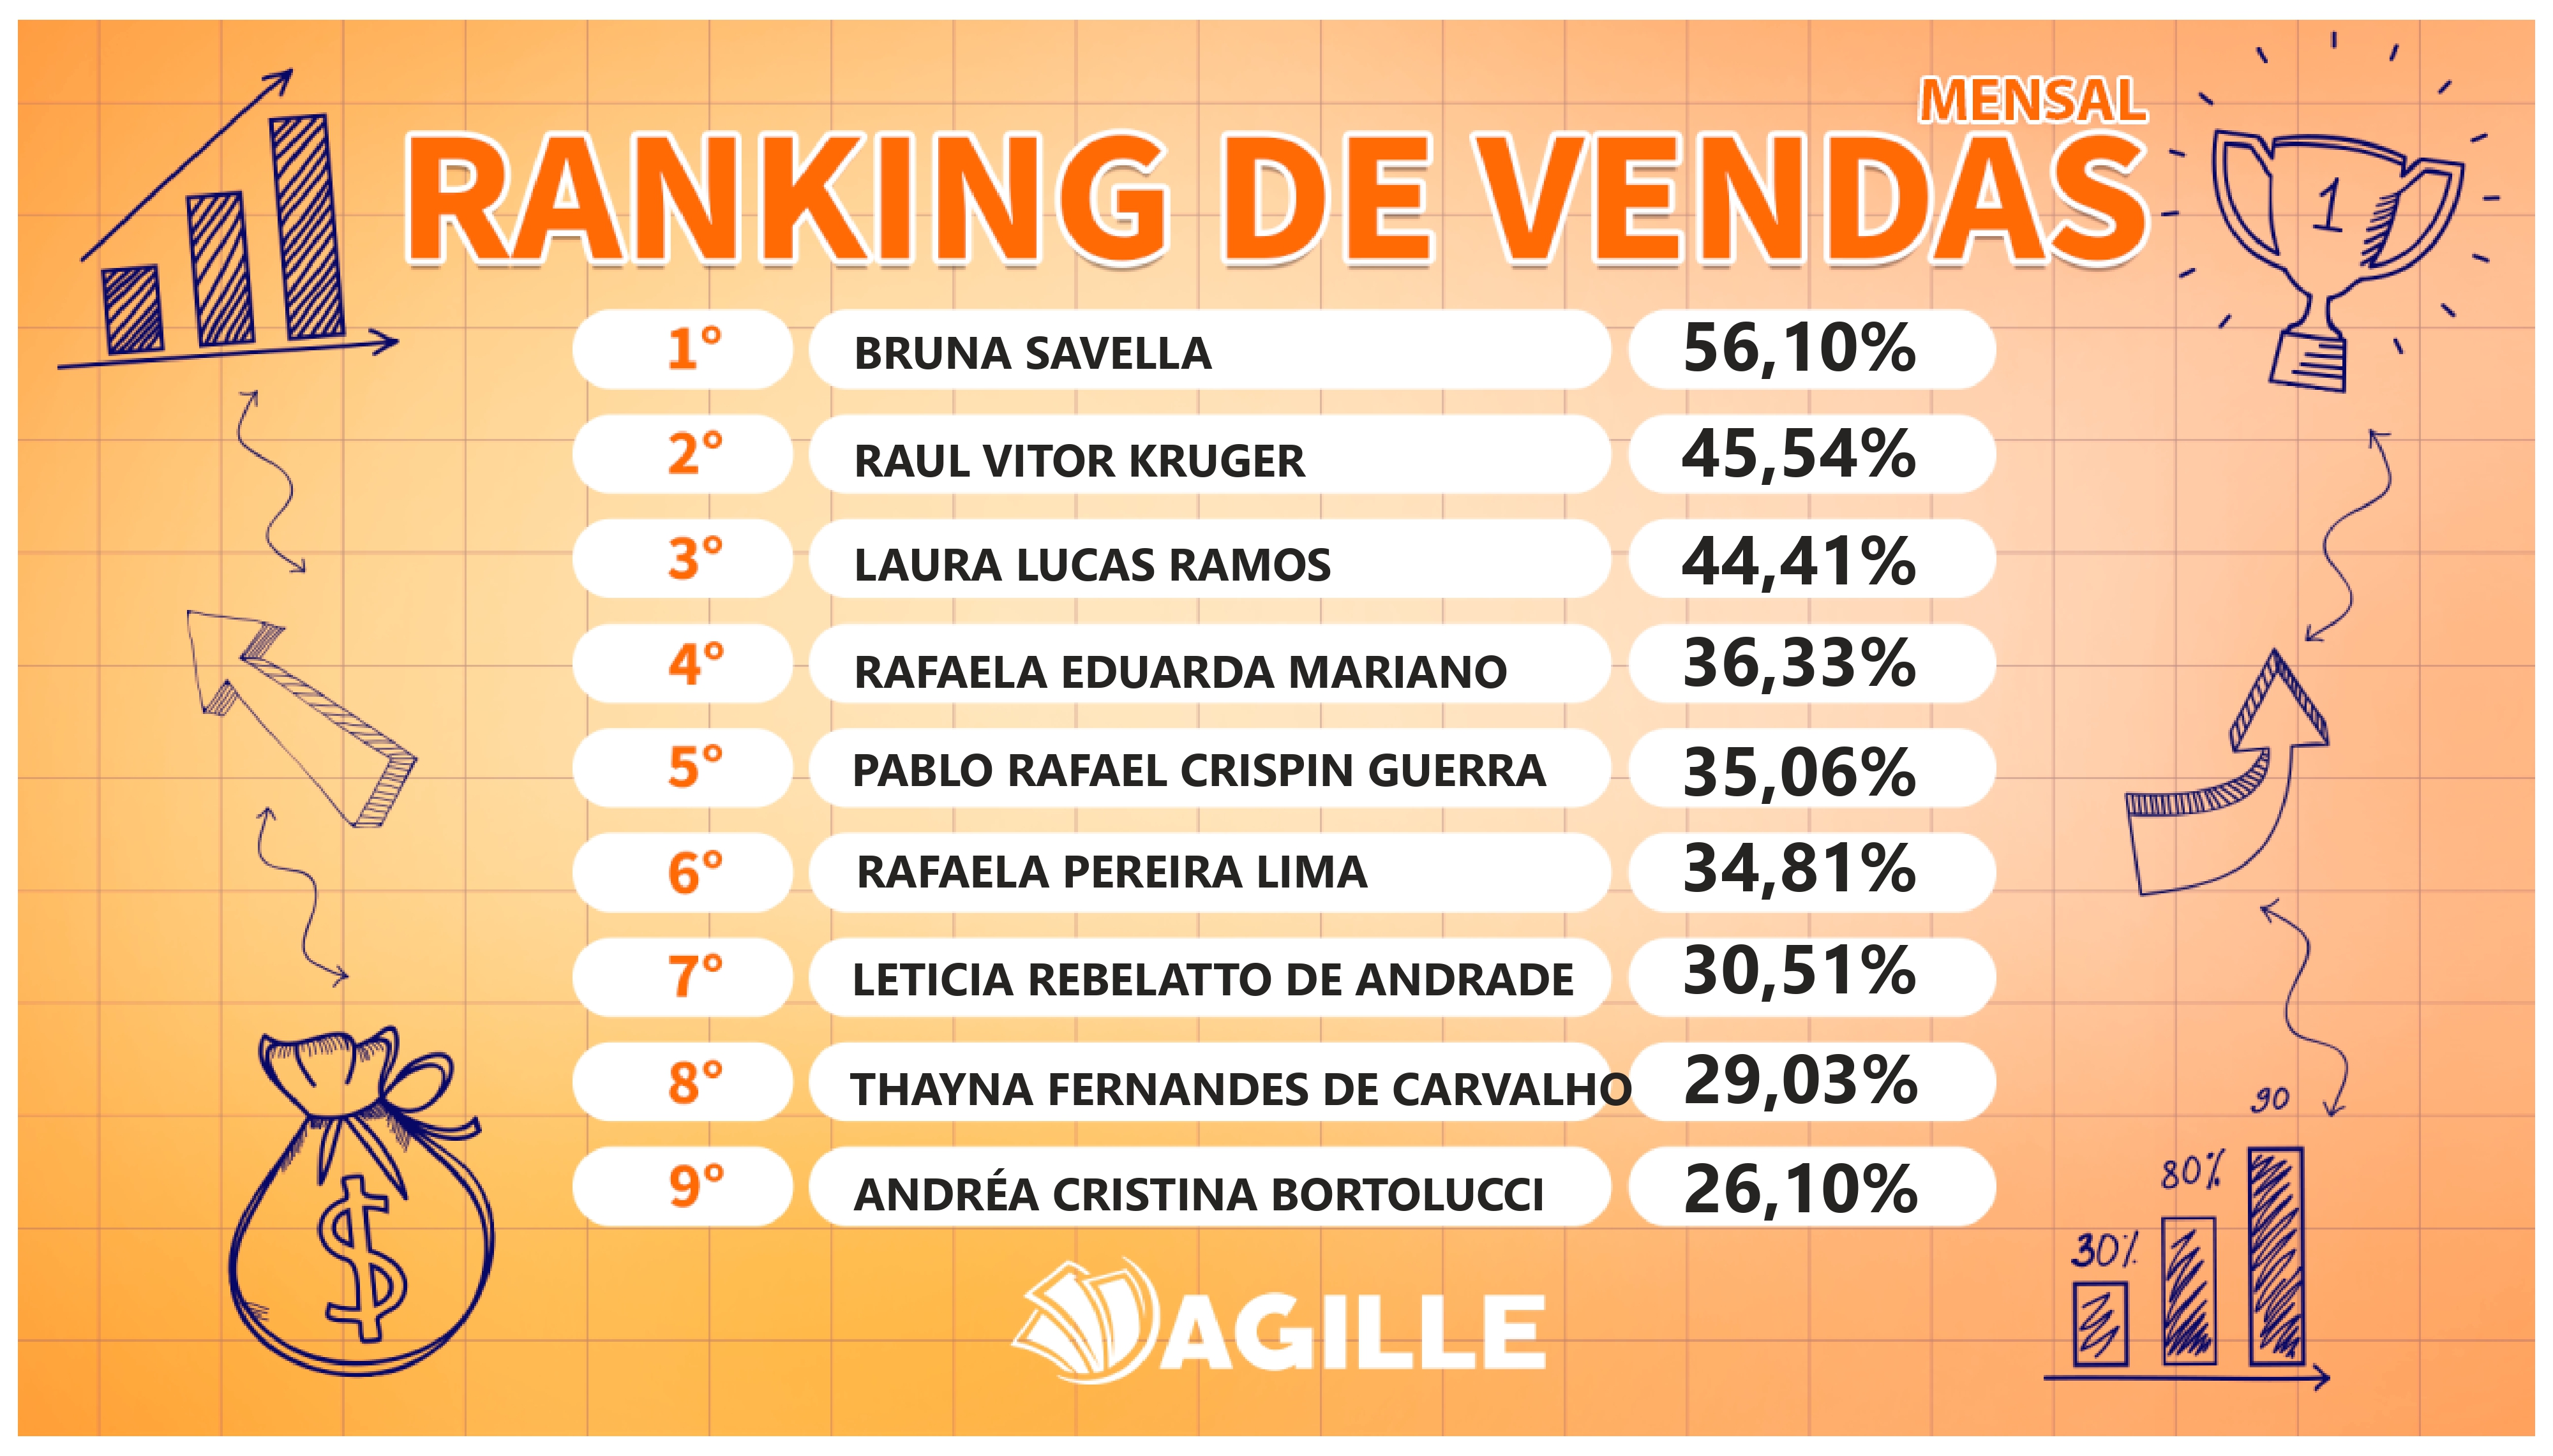 MENSAL
RANKING DE VENDAS
1
1° BRUNA SAVELLA 56,10%
2° RAUL VITOR KRUGER 45,54%
3° LAURA LUCAS RAMOS 44,41%
4° RAFAELA EDUARDA MARIANO 36,33%
5° PABLO RAFAEL CRISPIN GUERRA 35,06%
6° RAFAELA PEREIRA LIMA 34,81%
7° LETICIA REBELATTO DE ANDRADE 30,51%
8° THAYNA FERNANDES DE CARVALHO 29,03%
9° ANDRÉA CRISTINA BORTOLUCCI 26,10%
$
30% 80% 90
AGILLE